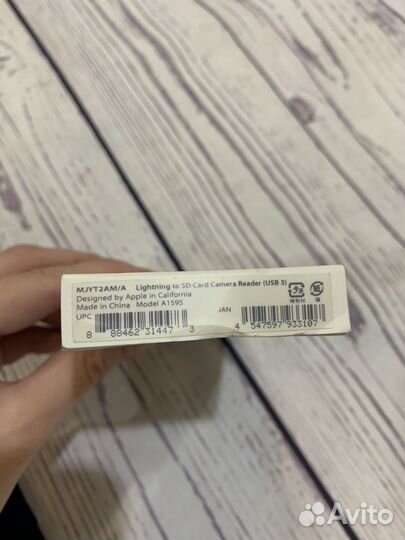 MJYT2AM/A Lightning to SD Card Camera Reader (USB 3)
Designed by Apple in California
Made in China Model A1595
UPC JAN
8 88462 31447 3 4 547597 933107
Avito